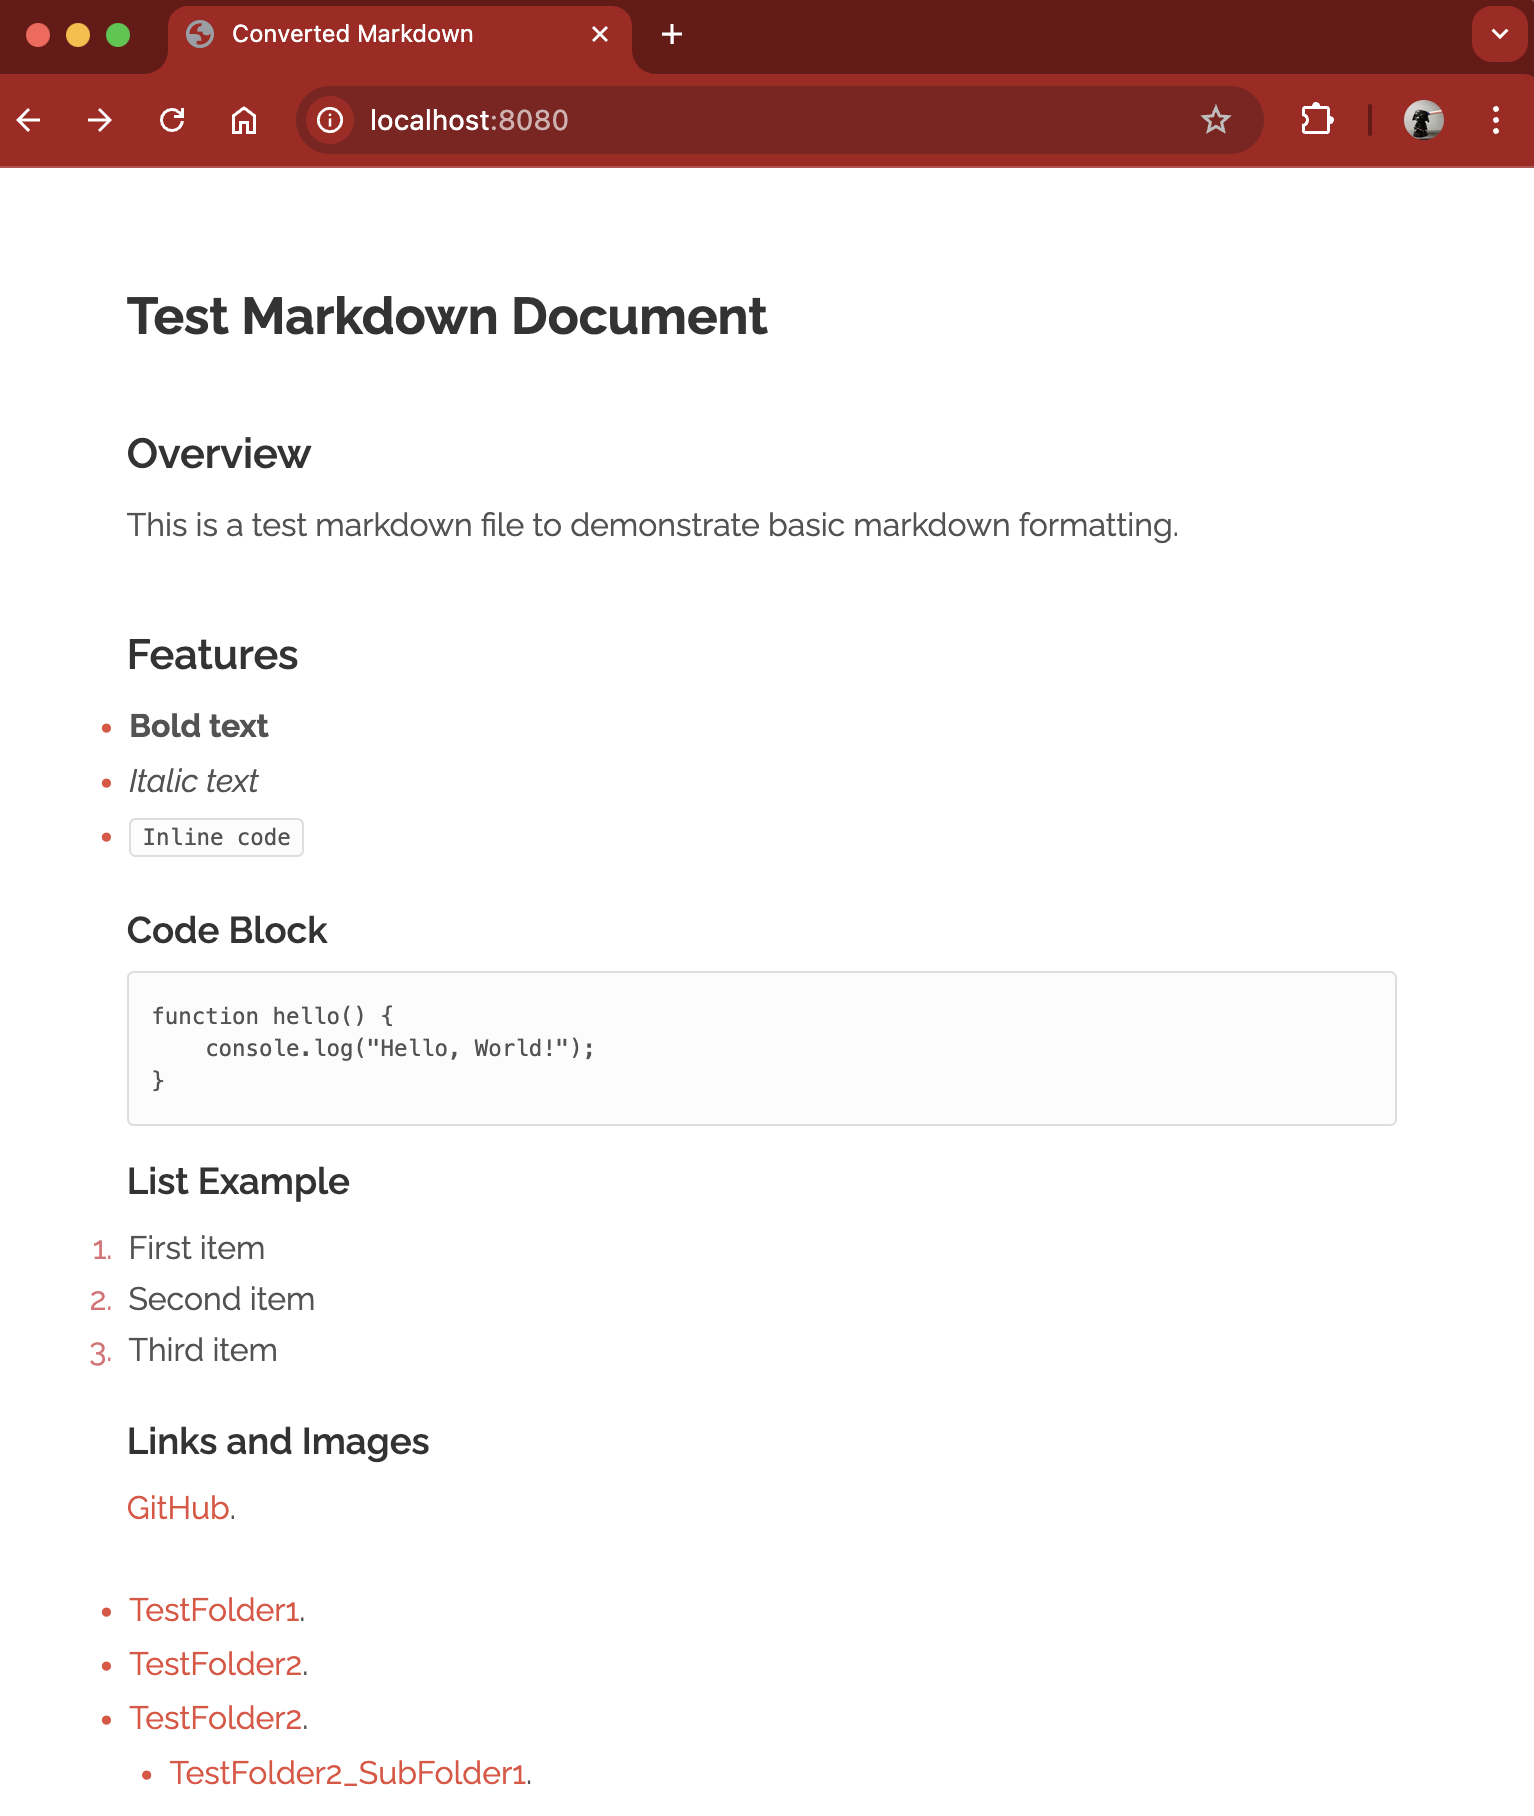 Converted Markdown
localhost:8080
Test Markdown Document
Overview
This is a test markdown file to demonstrate basic markdown formatting.
Features
• Bold text
• Italic text
• Inline code
Code Block
function hello() {
    console.log("Hello, World!");
}
List Example
1. First item
2. Second item
3. Third item
Links and Images
GitHub.
• TestFolder1.
• TestFolder2.
• TestFolder2.
• TestFolder2_SubFolder1.